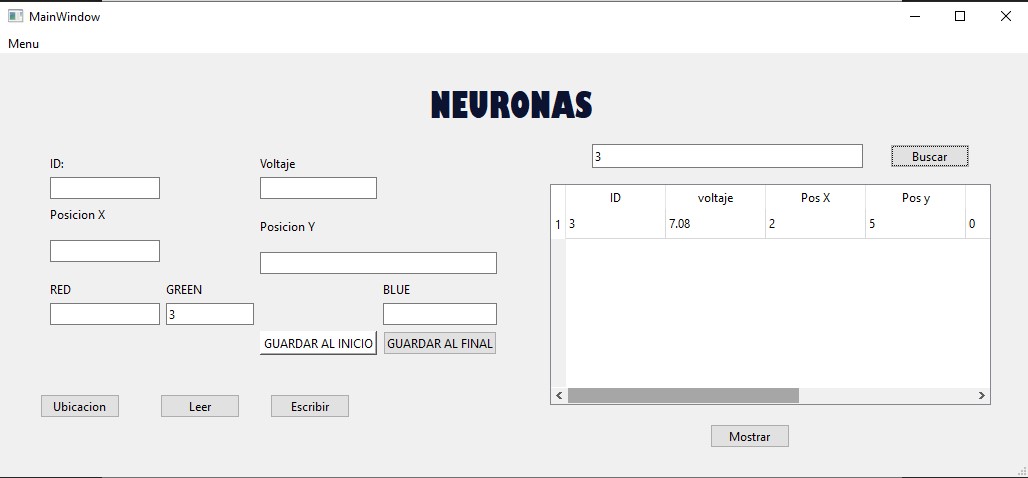 MainWindow
Menu
NEURONAS
ID:
Voltaje
Posicion X
Posicion Y
RED
GREEN
BLUE
3
GUARDAR AL INICIO
GUARDAR AL FINAL
Ubicacion
Leer
Escribir
3
Buscar
ID voltaje Pos X Pos y
1 3 7.08 2 5 0
Mostrar